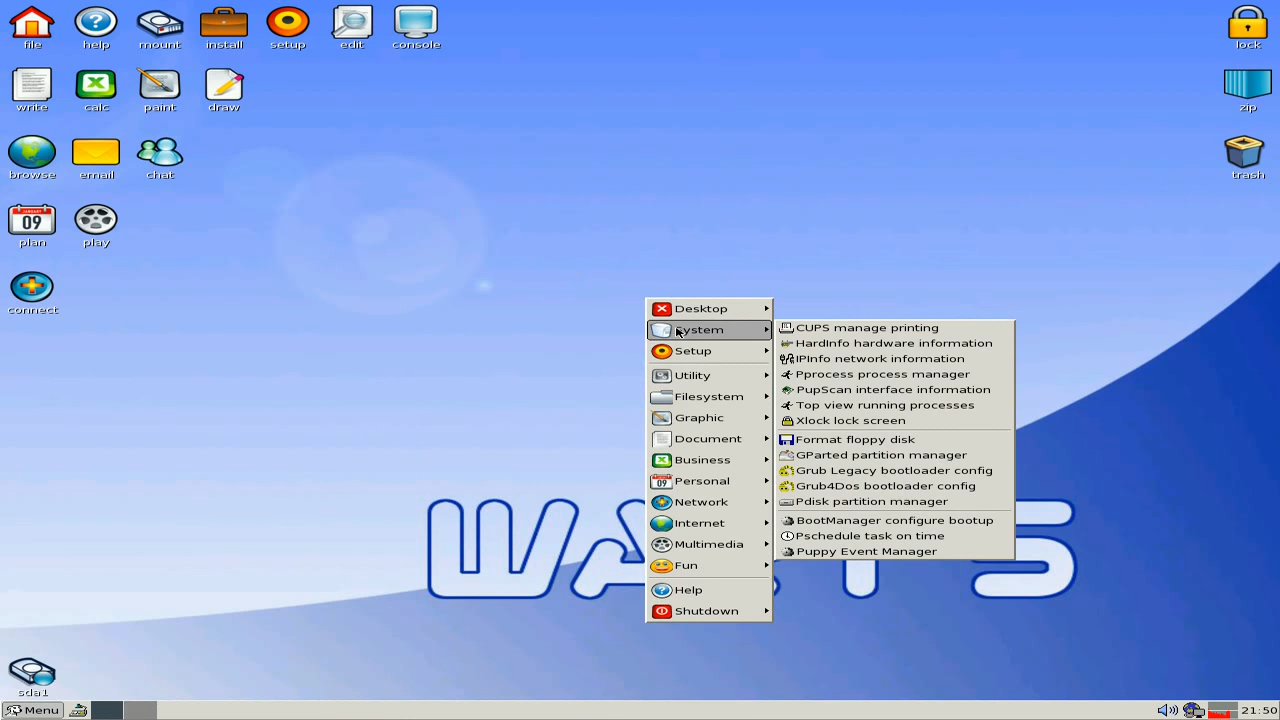 file help mount install setup edit console lock
write calc paint draw zip
browse email chat trash
09
plan play
connect
Desktop
System
Setup
Utility
Filesystem
Graphic
Document
Business
Personal
Network
Internet
Multimedia
Fun
Help
Shutdown
CUPS manage printing
HardInfo hardware information
IPInfo network information
Pprocess process manager
PupScan interface information
Top view running processes
Xlock lock screen
Format floppy disk
GParted partition manager
Grub Legacy bootloader config
Grub4Dos bootloader config
Pdisk partition manager
BootManager configure bootup
Pschedule task on time
Puppy Event Manager
sda1
Menu 21:50